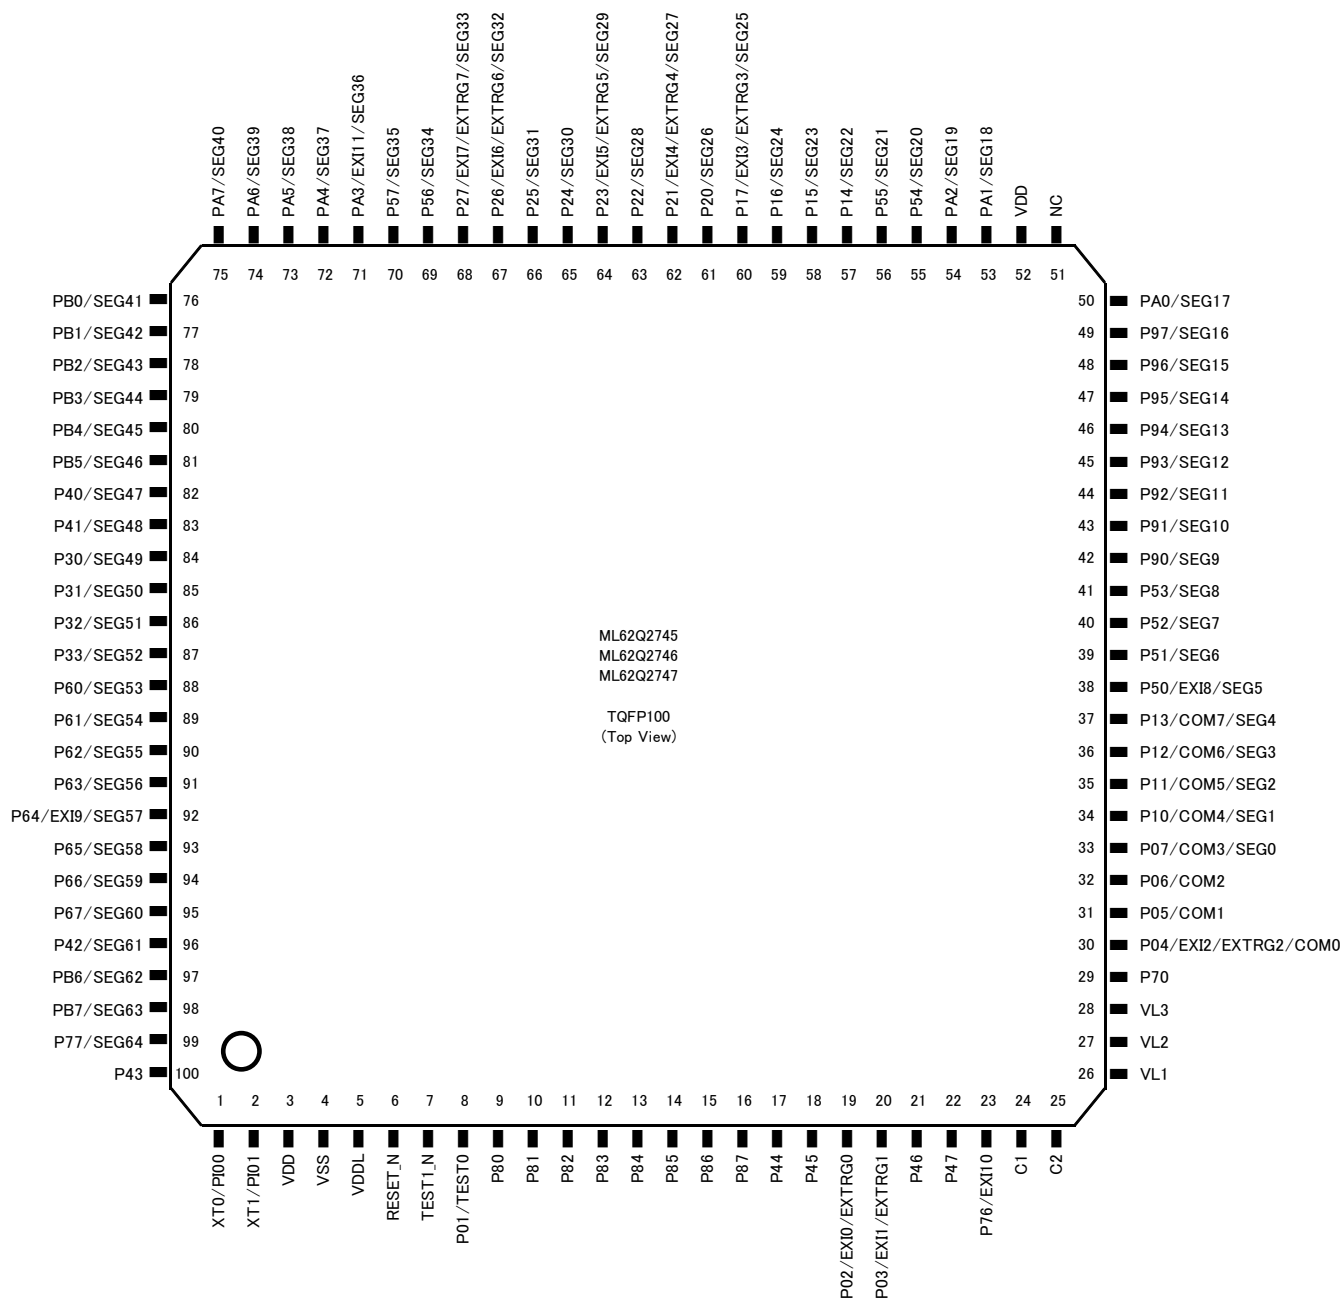 PA7/SEG40
PA6/SEG39
PA5/SEG38
PA4/SEG37
PA3/EXI11/SEG36
P57/SEG35
P56/SEG34
P27/EXI7/EXTRG7/SEG33
P26/EXI6/EXTRG6/SEG32
P25/SEG31
P24/SEG30
P23/EXI5/EXTRG5/SEG29
P22/SEG28
P21/EXI4/EXTRG4/SEG27
P20/SEG26
P17/EXI3/EXTRG3/SEG25
P16/SEG24
P15/SEG23
P14/SEG22
P55/SEG21
P54/SEG20
PA2/SEG19
PA1/SEG18
VDD
NC
75 74 73 72 71 70 69 68 67 66 65 64 63 62 61 60 59 58 57 56 55 54 53 52 51
PB0/SEG41 76 50 PA0/SEG17
PB1/SEG42 77 49 P97/SEG16
PB2/SEG43 78 48 P96/SEG15
PB3/SEG44 79 47 P95/SEG14
PB4/SEG45 80 46 P94/SEG13
PB5/SEG46 81 45 P93/SEG12
P40/SEG47 82 44 P92/SEG11
P41/SEG48 83 43 P91/SEG10
P30/SEG49 84 42 P90/SEG9
P31/SEG50 85 41 P53/SEG8
P32/SEG51 86 40 P52/SEG7
ML62Q2745
P33/SEG52 87 ML62Q2746 39 P51/SEG6
ML62Q2747
P60/SEG53 88 38 P50/EXI8/SEG5
P61/SEG54 89 TQFP100 37 P13/COM7/SEG4
(Top View)
P62/SEG55 90 36 P12/COM6/SEG3
P63/SEG56 91 35 P11/COM5/SEG2
P64/EXI9/SEG57 92 34 P10/COM4/SEG1
P65/SEG58 93 33 P07/COM3/SEG0
P66/SEG59 94 32 P06/COM2
P67/SEG60 95 31 P05/COM1
P42/SEG61 96 30 P04/EXI2/EXTRG2/COM0
PB6/SEG62 97 29 P70
PB7/SEG63 98 28 VL3
P77/SEG64 99 27 VL2
P43 100 26 VL1
1 2 3 4 5 6 7 8 9 10 11 12 13 14 15 16 17 18 19 20 21 22 23 24 25
XT0/PI00
XT1/PI01
VDD
VSS
VDDL
RESET_N
TEST1_N
P01/TEST0
P80
P81
P82
P83
P84
P85
P86
P87
P44
P45
P02/EXI0/EXTRG0
P03/EXI1/EXTRG1
P46
P47
P76/EXI10
C1
C2